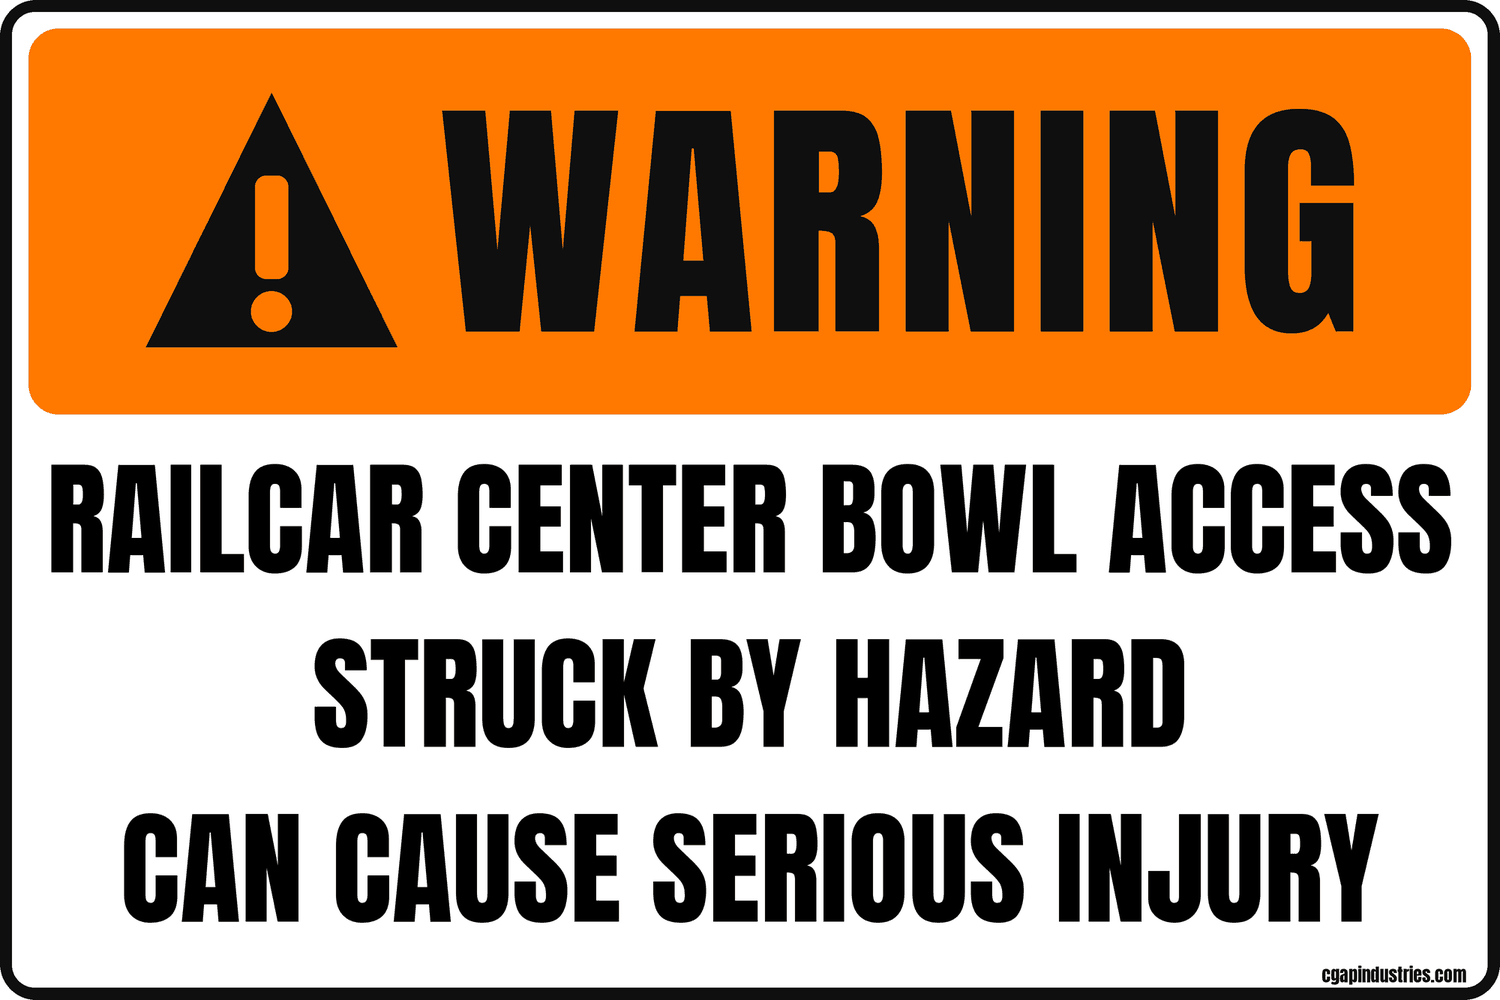 WARNING
RAILCAR CENTER BOWL ACCESS
STRUCK BY HAZARD
CAN CAUSE SERIOUS INJURY
cgapindustries.com